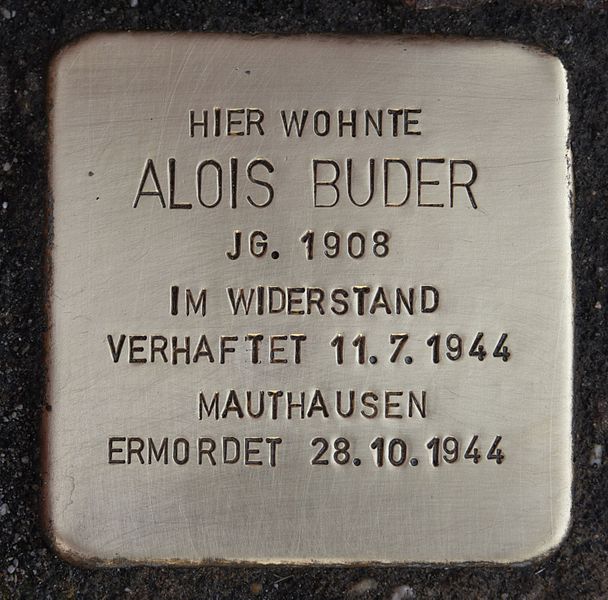 HIER WOHNTE
ALOIS BUDER
JG. 1908
IM WIDERSTAND
VERHAFTET 11.7.1944
MAUTHAUSEN
ERMORDET 28.10.1944